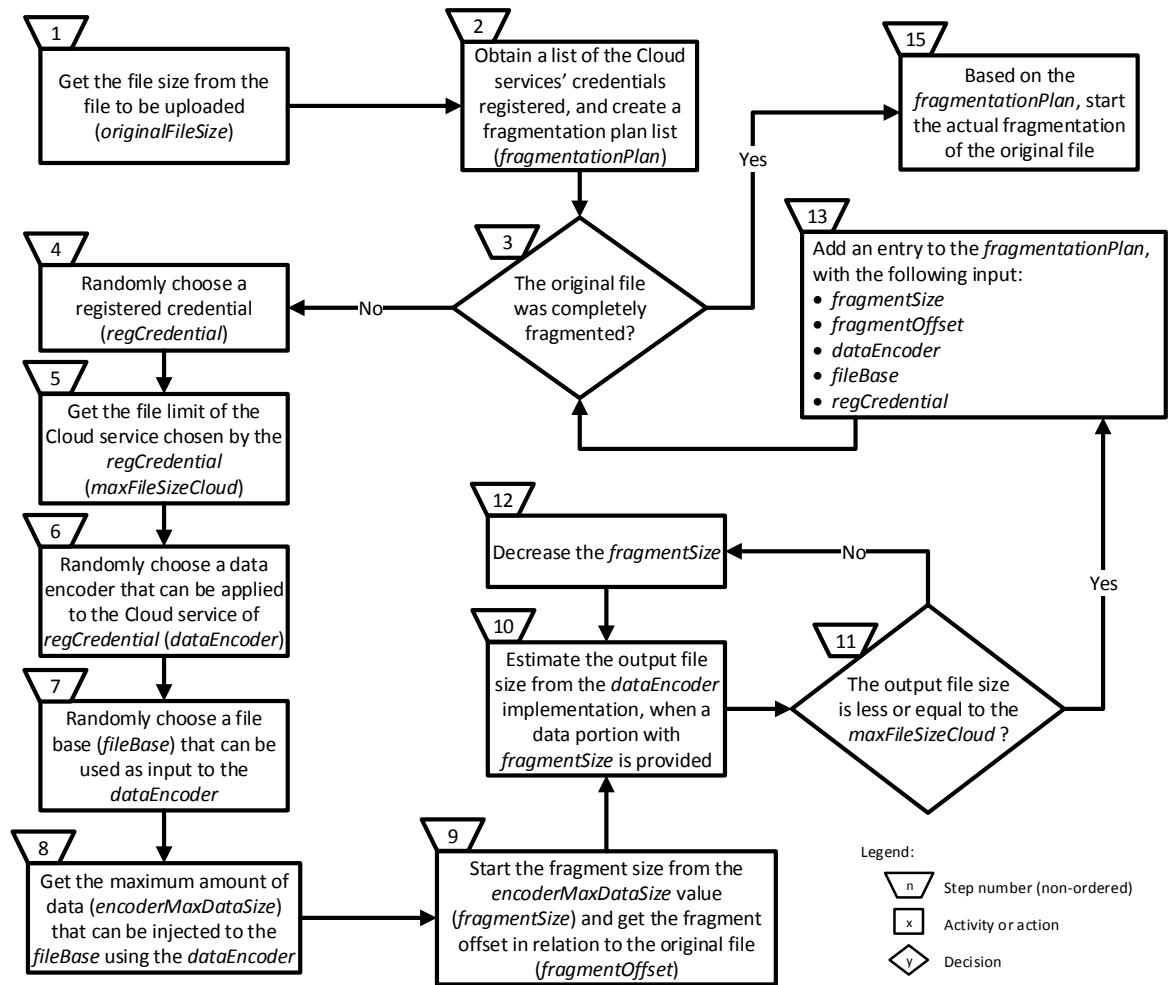 1
Get the file size from the
file to be uploaded
(originalFileSize)
2
Obtain a list of the Cloud
services’ credentials
registered, and create a
fragmentation plan list
(fragmentationPlan)
15
Based on the
fragmentationPlan, start
the actual fragmentation
of the original file
Yes
3
The original file
was completely
fragmented?
No
4
Randomly choose a
registered credential
(regCredential)
13
Add an entry to the fragmentationPlan,
with the following input:
• fragmentSize
• fragmentOffset
• dataEncoder
• fileBase
• regCredential
5
Get the file limit of the
Cloud service chosen by the
regCredential
(maxFileSizeCloud)
6
Randomly choose a data
encoder that can be applied
to the Cloud service of
regCredential (dataEncoder)
7
Randomly choose a file
base (fileBase) that can be
used as input to the
dataEncoder
8
Get the maximum amount of
data (encoderMaxDataSize)
that can be injected to the
fileBase using the dataEncoder
9
Start the fragment size from the
encoderMaxDataSize value
(fragmentSize) and get the fragment
offset in relation to the original file
(fragmentOffset)
12
Decrease the fragmentSize
No
10
Estimate the output file
size from the dataEncoder
implementation, when a
data portion with
fragmentSize is provided
11
The output file size
is less or equal to the
maxFileSizeCloud ?
Yes
Legend:
n Step number (non-ordered)
x Activity or action
y Decision